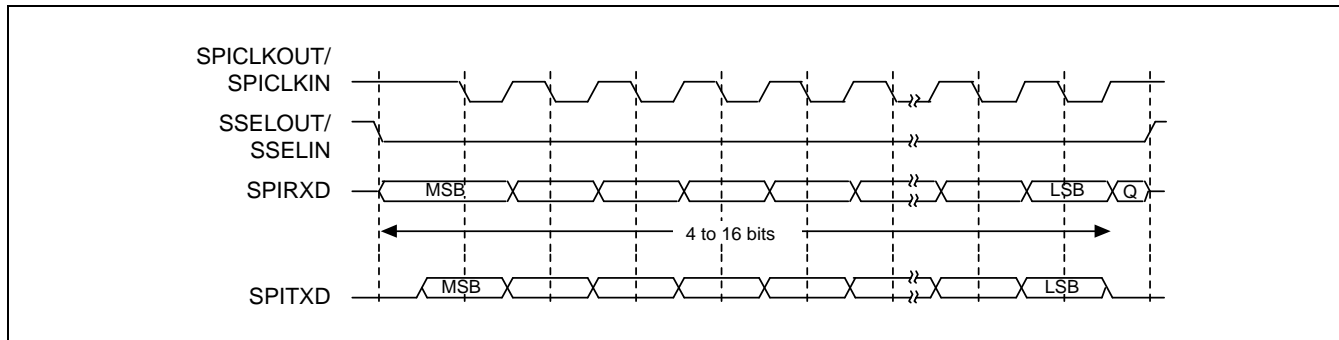 SPICLKOUT/
SPICLKIN
SSELOUT/
SSELIN
SPIRXD
MSB
LSB
Q
4 to 16 bits
SPITXD
MSB
LSB